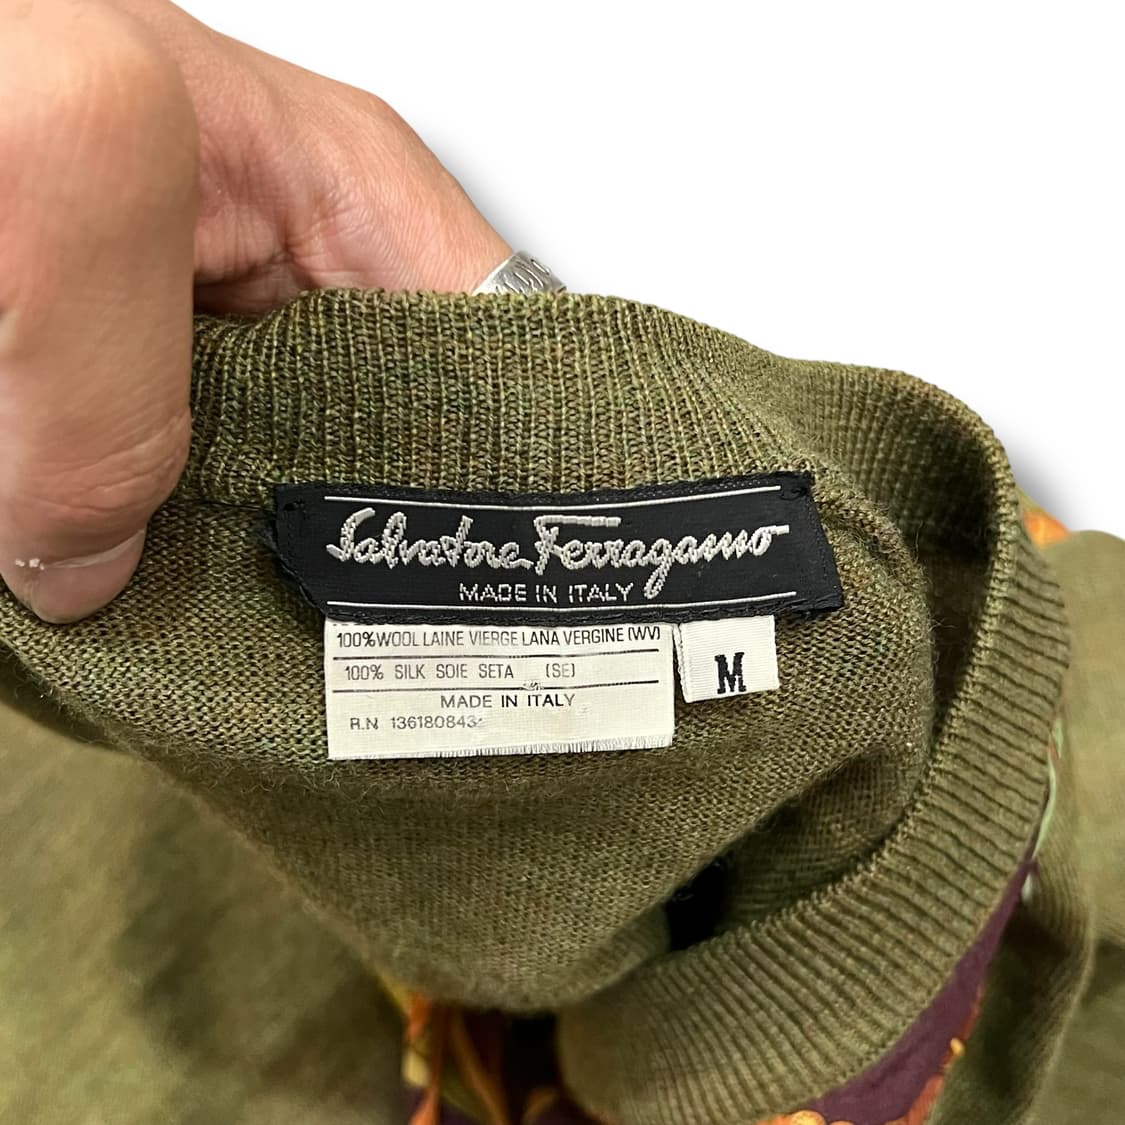 Salvatore Ferragamo
MADE IN ITALY
100% WOOL LAINE VIERGE LANA VERGINE (WV)
100% SILK SOIE SETA (SE)
MADE IN ITALY
R.N 136180843
M